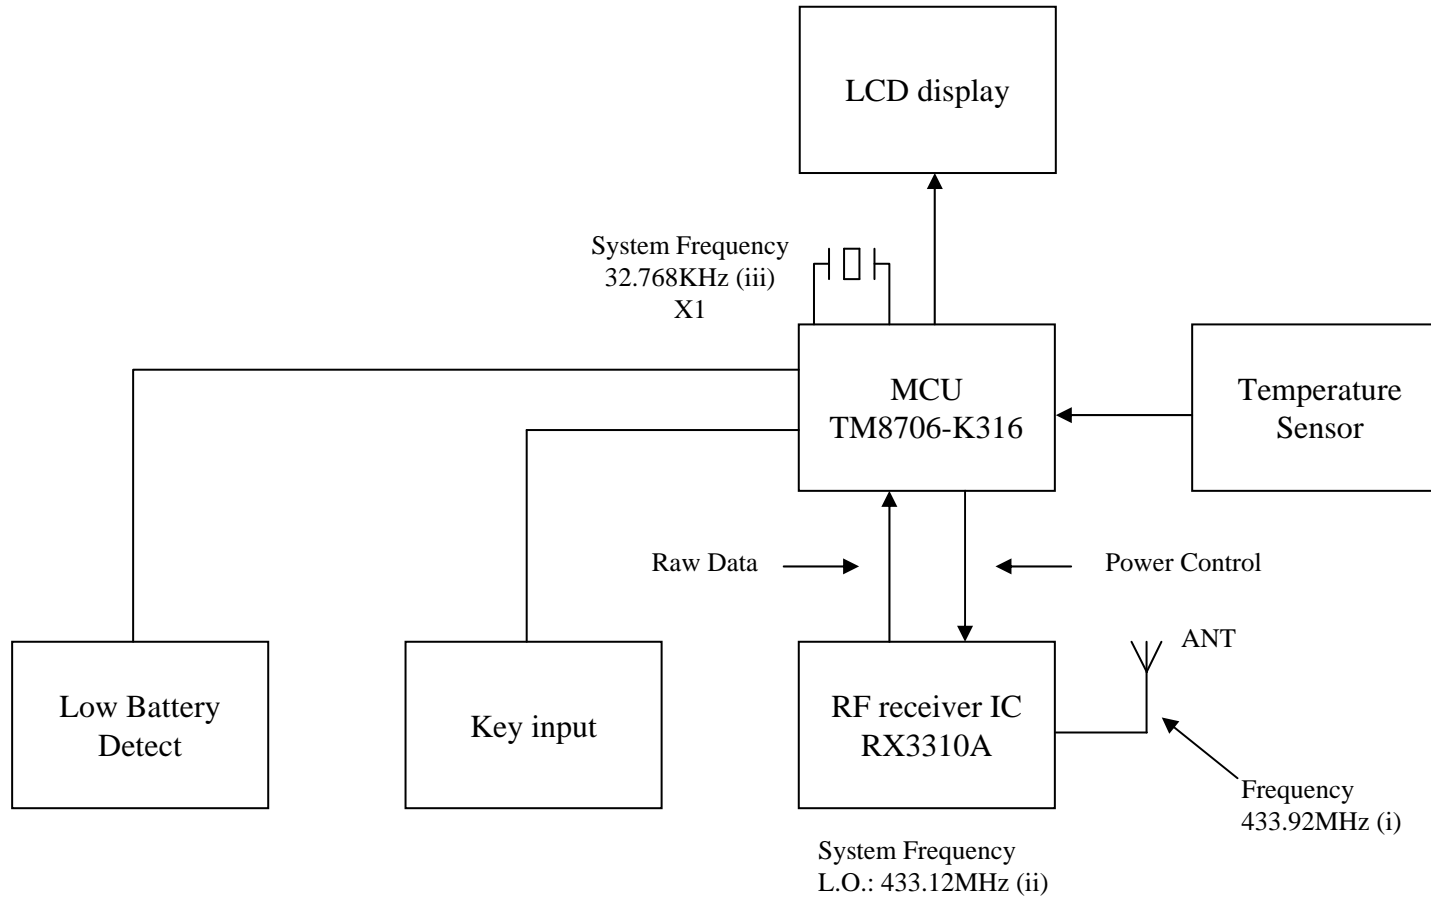 LCD display
System Frequency
32.768KHz (iii)
X1
MCU
TM8706-K316
Temperature
Sensor
Raw Data
Power Control
ANT
Low Battery
Detect
Key input
RF receiver IC
RX3310A
Frequency
433.92MHz (i)
System Frequency
L.O.: 433.12MHz (ii)